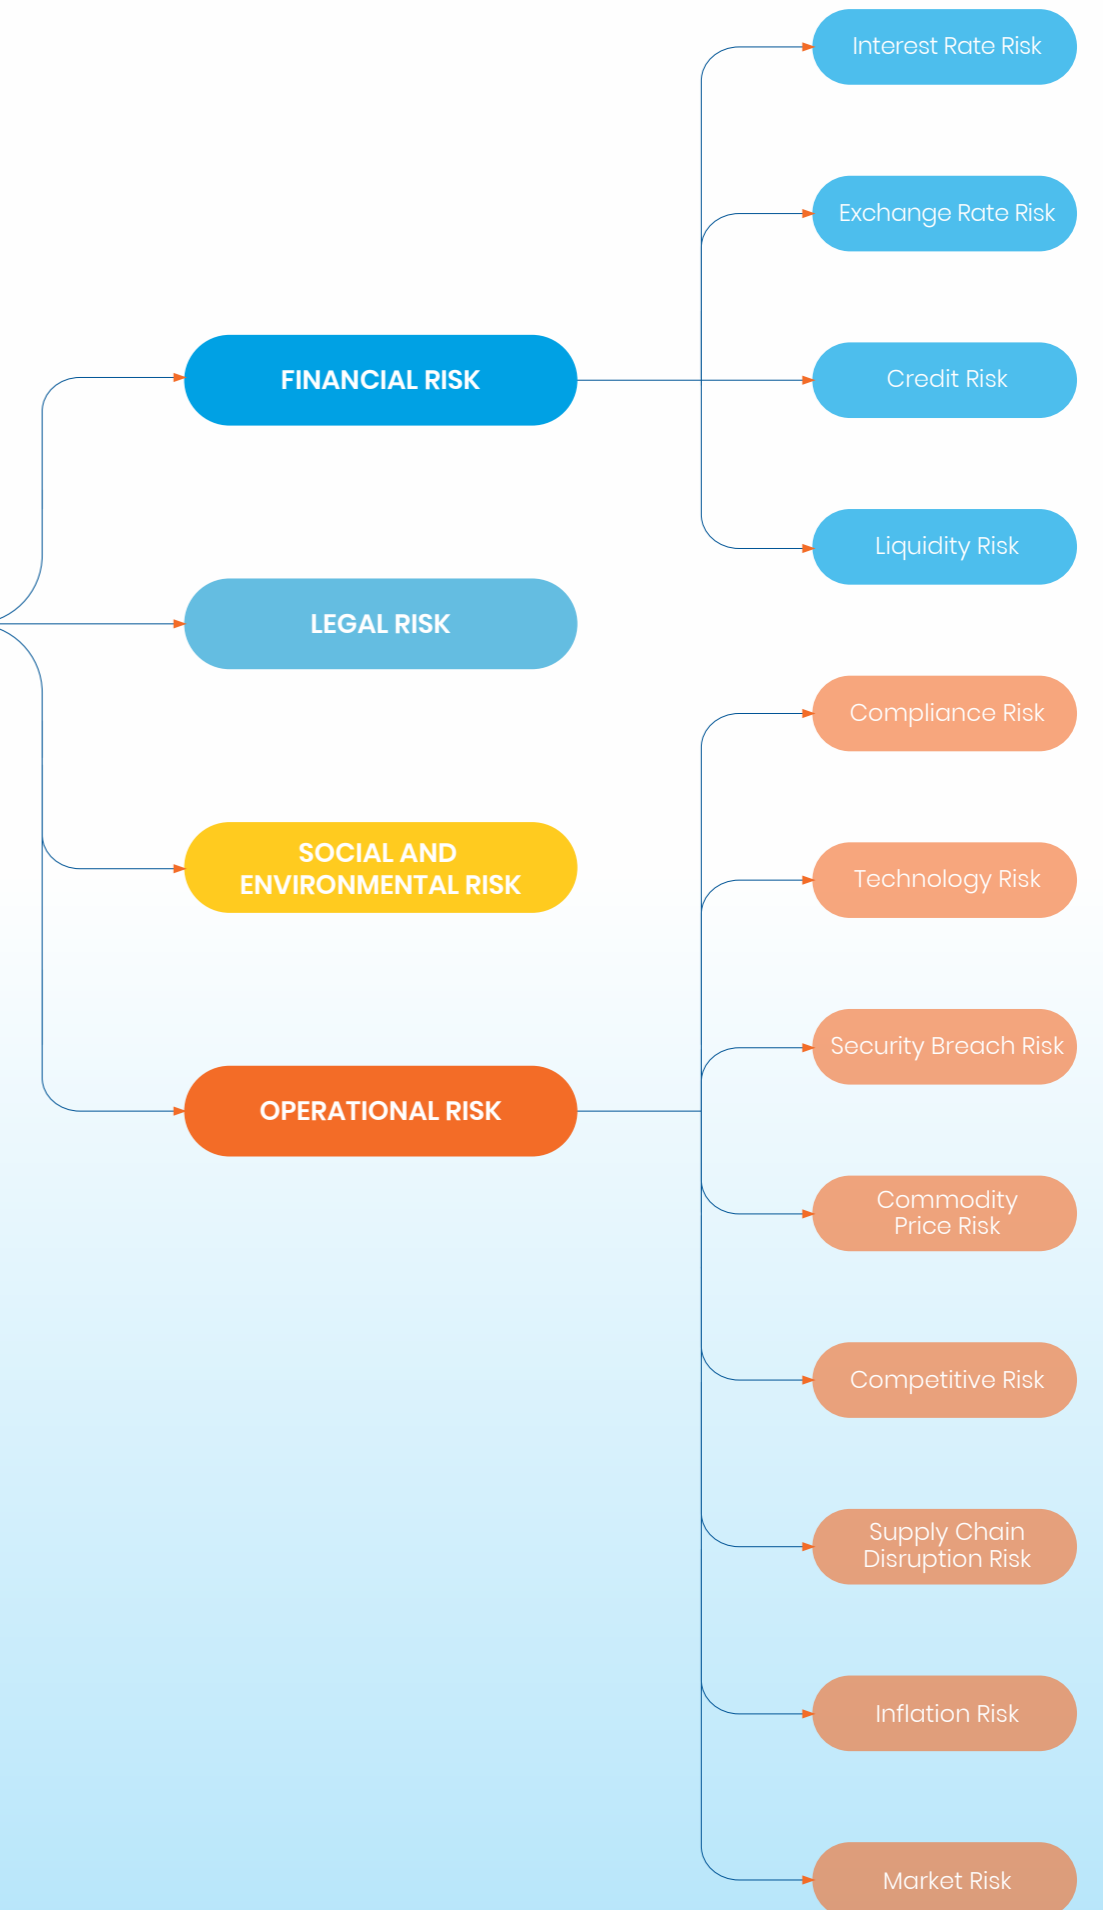 Interest Rate Risk
Exchange Rate Risk
FINANCIAL RISK
Credit Risk
Liquidity Risk
LEGAL RISK
Compliance Risk
SOCIAL AND
ENVIRONMENTAL RISK
Technology Risk
Security Breach Risk
OPERATIONAL RISK
Commodity
Price Risk
Competitive Risk
Supply Chain
Disruption Risk
Inflation Risk
Market Risk